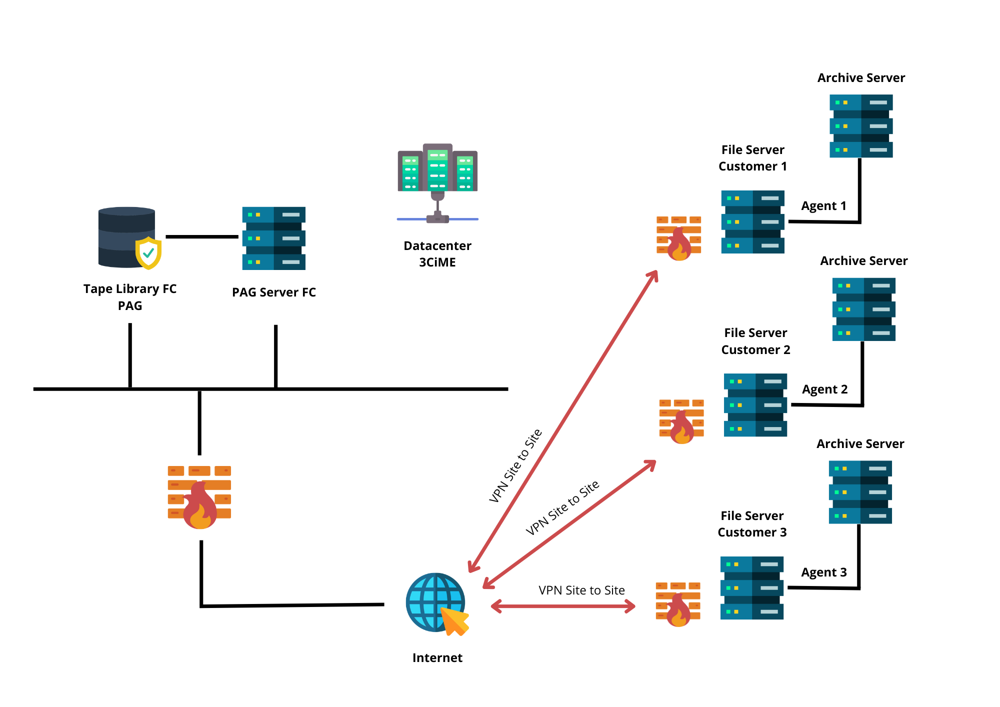 Archive Server
File Server
Customer 1
Agent 1
Datacenter
3CiME
Tape Library FC
PAG
PAG Server FC
Archive Server
File Server
Customer 2
Agent 2
VPN Site to Site
VPN Site to Site
VPN Site to Site
Archive Server
File Server
Customer 3
Agent 3
Internet